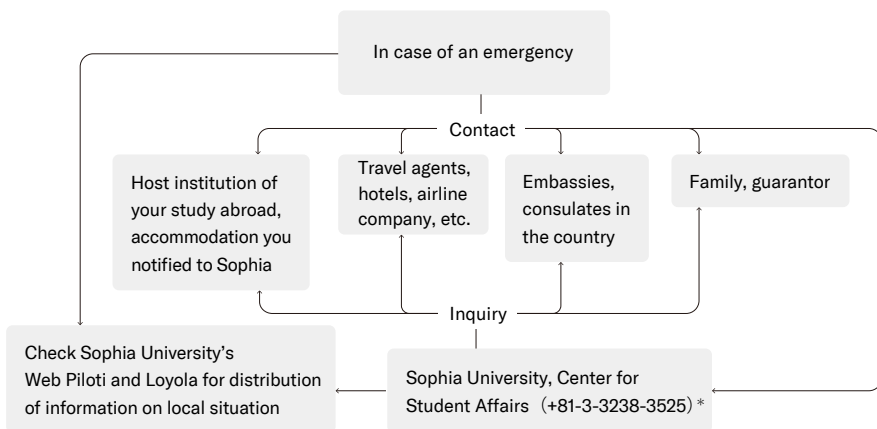 In case of an emergency
Contact
Host institution of
your study abroad,
accommodation you
notified to Sophia
Travel agents,
hotels, airline
company, etc.
Embassies,
consulates in
the country
Family, guarantor
Inquiry
Check Sophia University’s
Web Piloti and Loyola for distribution
of information on local situation
Sophia University, Center for
Student Affairs（+81-3-3238-3525）*